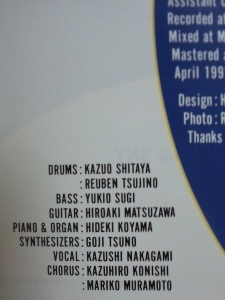 Assistant
Recorded at
Mixed at M
Mastered a
April 199
Design: H
Photo: R
Thanks
DRUMS: KAZUO SHITAYA
: REUBEN TSUJINO
BASS: YUKIO SUGI
GUITAR: HIROAKI MATSUZAWA
PIANO & ORGAN: HIDEKI KOYAMA
SYNTHESIZERS: GOJI TSUNO
VOCAL: KAZUSHI NAKAGAMI
CHORUS: KAZUHIRO KONISHI
: MARIKO MURAMOTO